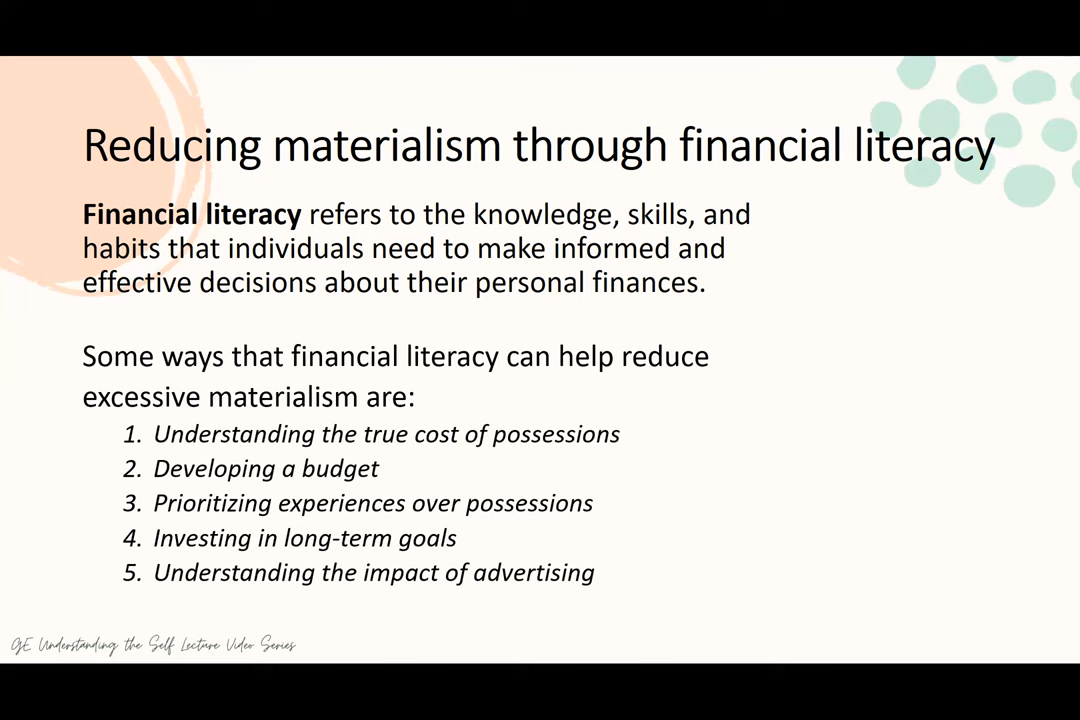 Reducing materialism through financial literacy
Financial literacy refers to the knowledge, skills, and
habits that individuals need to make informed and
effective decisions about their personal finances.
Some ways that financial literacy can help reduce
excessive materialism are:
1. Understanding the true cost of possessions
2. Developing a budget
3. Prioritizing experiences over possessions
4. Investing in long-term goals
5. Understanding the impact of advertising
GE Understanding the Self Lecture Video Series